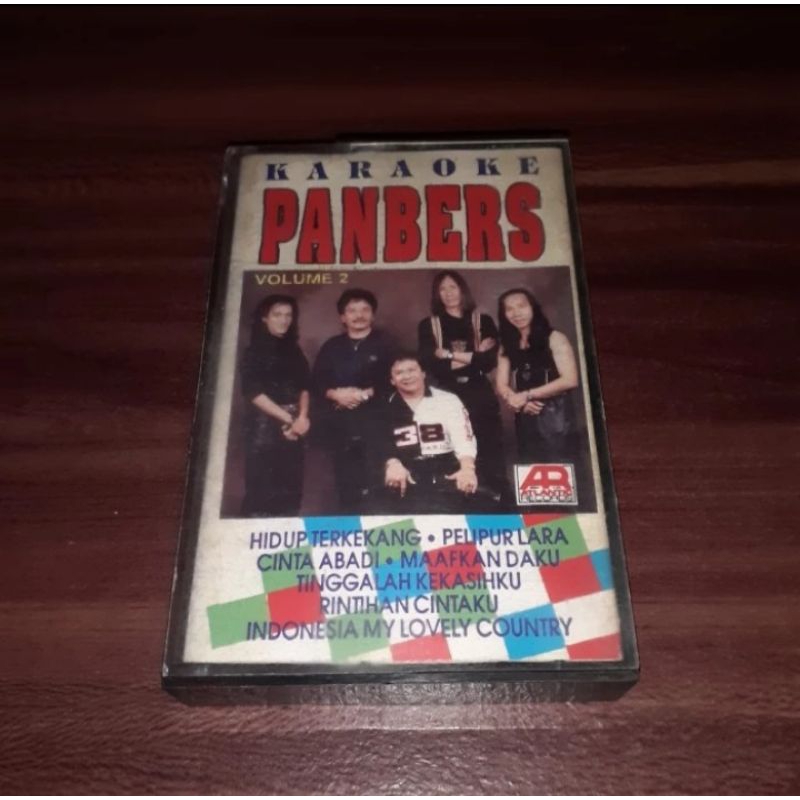 KARAOKE
PANBERS
VOLUME 2
38
AR
HIDUP TERKEKANG • PELIPUR LARA
CINTA ABADI • MAAFKAN DAKU
TINGGALAH KEKASIHKU
RINTIHAN CINTAKU
INDONESIA MY LOVELY COUNTRY